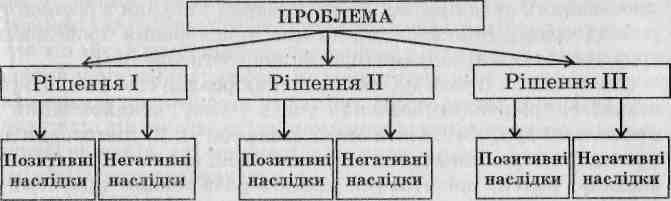 ПРОБЛЕМА
Рішення I
Рішення II
Рішення III
Позитивні
наслідки
Негативні
наслідки
Позитивні
наслідки
Негативні
наслідки
Позитивні
наслідки
Негативні
наслідки